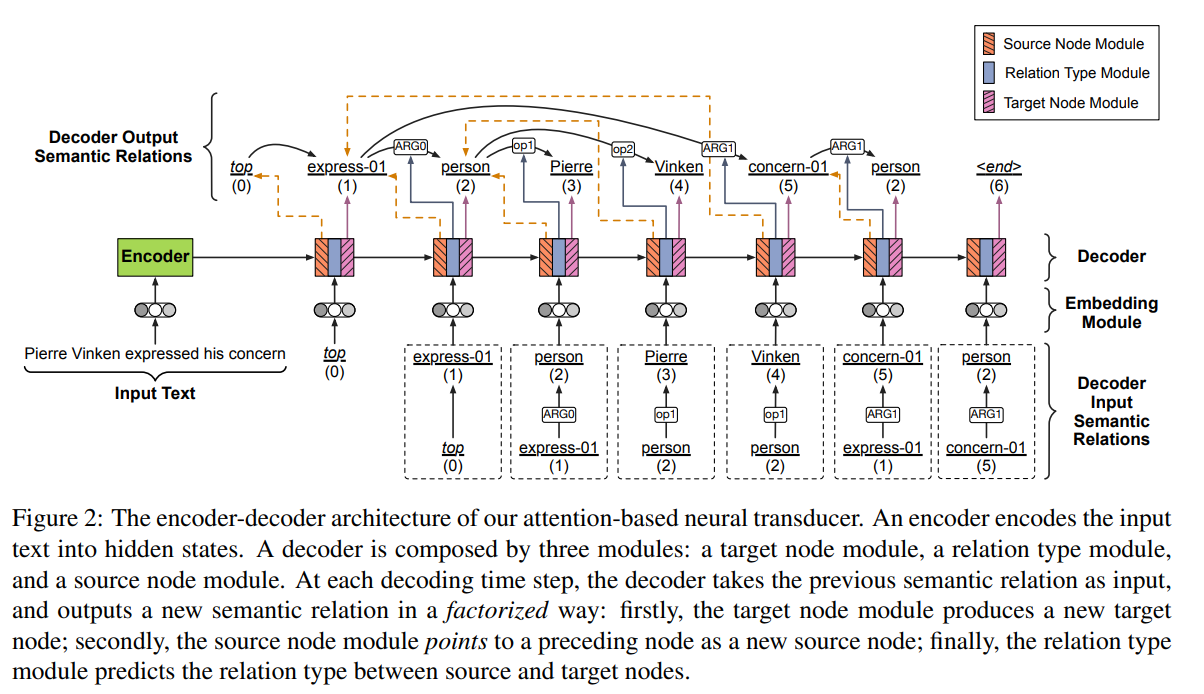 Source Node Module
Relation Type Module
Target Node Module
Decoder Output
Semantic Relations
ARG0
op1
op2
ARG1
ARG1
top
express-01
person
Pierre
Vinken
concern-01
person
<end>
(0)
(1)
(2)
(3)
(4)
(5)
(2)
(6)
Encoder
Decoder
Embedding
Module
Pierre Vinken expressed his concern
Input Text
top
(0)
express-01
(1)
top
(0)
person
(2)
ARG0
express-01
(1)
Pierre
(3)
op1
person
(2)
Vinken
(4)
op1
person
(2)
concern-01
(5)
ARG1
express-01
(1)
person
(2)
ARG1
concern-01
(5)
Decoder
Input
Semantic
Relations
Figure 2: The encoder-decoder architecture of our attention-based neural transducer. An encoder encodes the input
text into hidden states. A decoder is composed by three modules: a target node module, a relation type module,
and a source node module. At each decoding time step, the decoder takes the previous semantic relation as input,
and outputs a new semantic relation in a factorized way: firstly, the target node module produces a new target
node; secondly, the source node module points to a preceding node as a new source node; finally, the relation type
module predicts the relation type between source and target nodes.